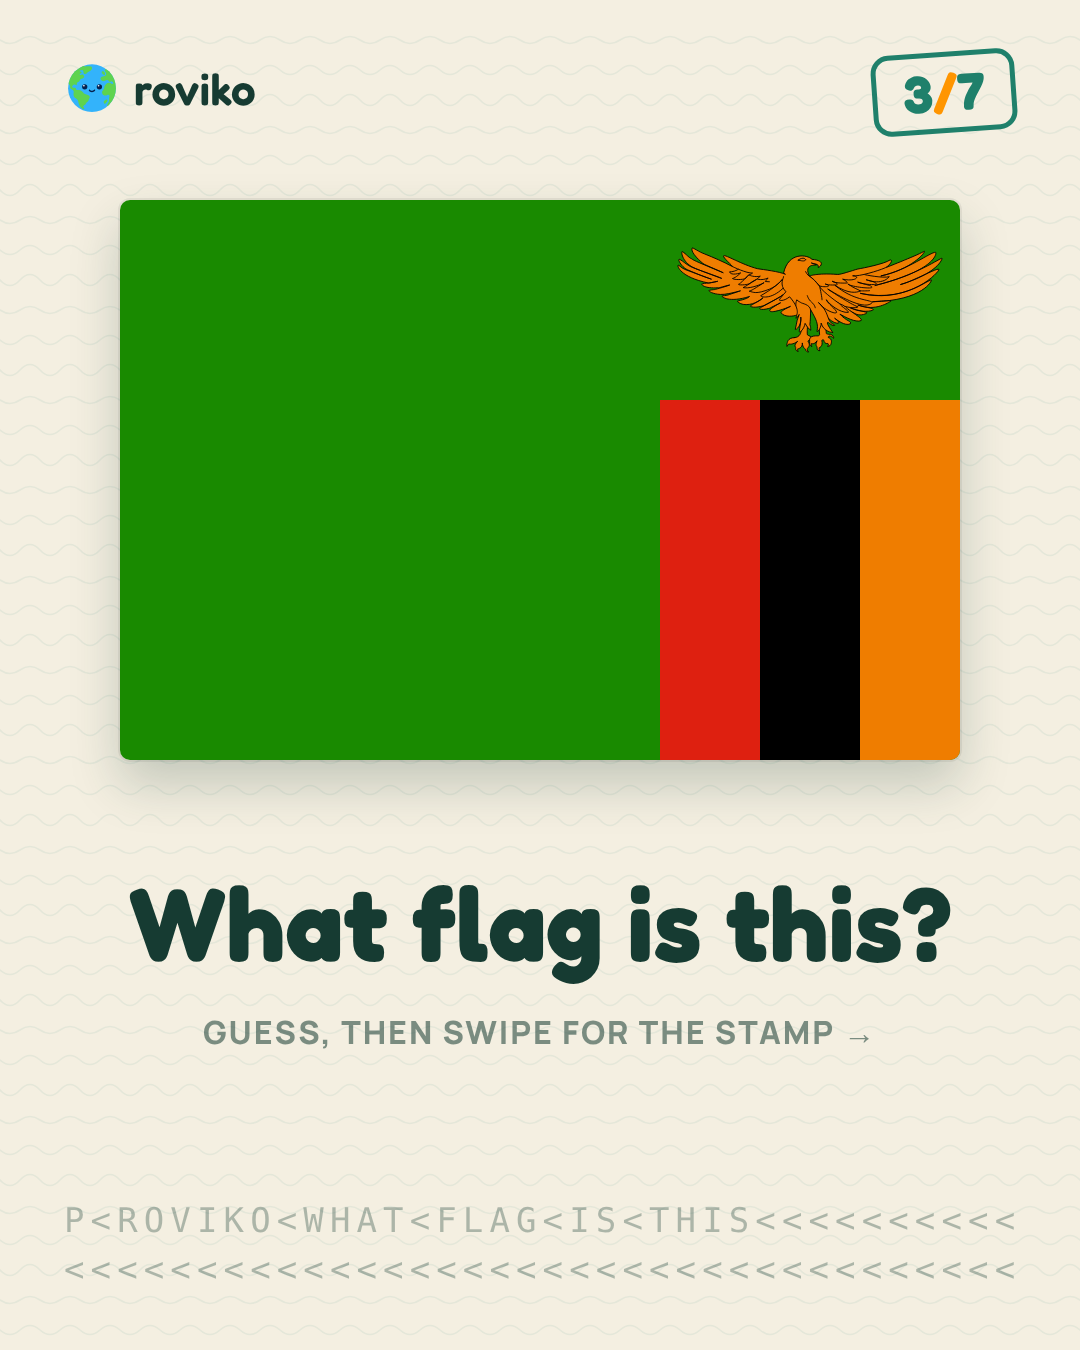 roviko
3/7
What flag is this?
GUESS, THEN SWIPE FOR THE STAMP →
P<ROVIKO<WHAT<FLAG<IS<THIS<<<<<<<<<<
<<<<<<<<<<<<<<<<<<<<<<<<<<<<<<<<<<<<